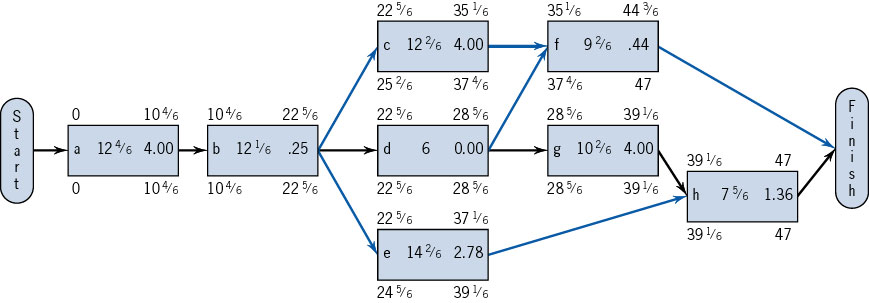 Start
0 10 4/6
a 12 4/6 4.00
0 10 4/6
10 4/6 22 5/6
b 12 1/6 .25
10 4/6 22 5/6
22 5/6 35 1/6
c 12 2/6 4.00
25 2/6 37 4/6
22 5/6 28 5/6
d 6 0.00
22 5/6 28 5/6
22 5/6 37 1/6
e 14 2/6 2.78
24 5/6 39 1/6
35 1/6 44 3/6
f 9 2/6 .44
37 4/6 47
28 5/6 39 1/6
g 10 2/6 4.00
28 5/6 39 1/6
39 1/6 47
h 7 5/6 1.36
39 1/6 47
Finish